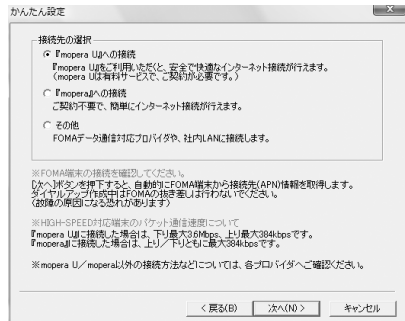 かんたん設定
接続先の選択
『mopera U』への接続
『mopera U』をご利用いただくと、安全で快適なインターネット接続が行えます。
(mopera Uは有料サービスで、ご契約が必要です。)
『mopera』への接続
ご契約不要で、簡単にインターネット接続が行えます。
その他
FOMAデータ通信対応プロバイダや、社内LANに接続します。
※FOMA端末の接続を確認してください。
[次へ]ボタンを押下すると、自動的にFOMA端末から接続先(APN)情報を取得します。
ダイヤルアップ作成中はFOMAの抜き差しは行わないでください。
(故障の原因になる恐れがあります)
※HIGH-SPEED対応端末のパケット通信速度について
『mopera U』に接続した場合は、下り最大3.6Mbps、上り最大384kbpsです。
『mopera』に接続した場合は、上り/下りともに最大384kbpsです。
※mopera U/mopera以外の接続方法などについては、各プロバイダへご確認ください。
< 戻る(B)
次へ(N) >
キャンセル